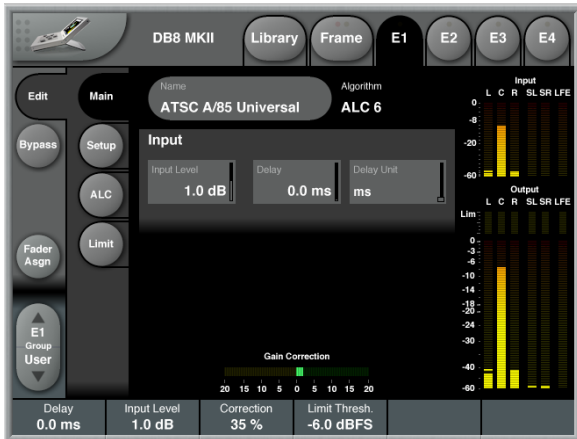 DB8 MKII
Library
Frame
E1
E2
E3
E4
Edit
Main
Name
ATSC A/85 Universal
Algorithm
ALC 6
Input
L C R SL SR LFE
0
-8
-20
-60
Bypass
Setup
Input
Input Level
1.0 dB
Delay
0.0 ms
Delay Unit
ms
ALC
Output
L C R SL SR LFE
Lim
0
-3
-6
-10
-14
-18
-20
-24
-30
-40
-60
Fader
Asgn
Limit
E1
Group
User
Gain Correction
20 15 10 5 0 5 10 15 20
Delay
0.0 ms
Input Level
1.0 dB
Correction
35 %
Limit Thresh.
-6.0 dBFS